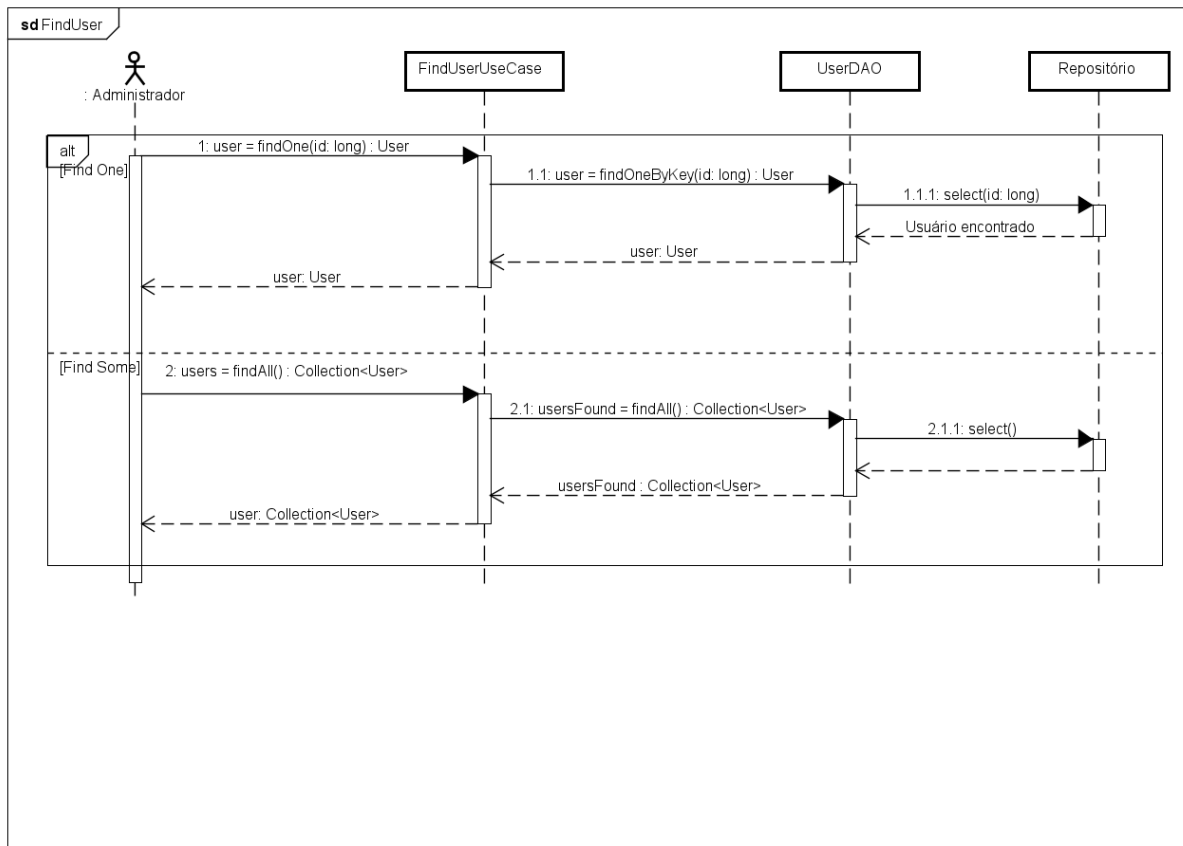 sd FindUser
: Administrador
FindUserUseCase
UserDAO
Repositório
alt
[Find One]
1: user = findOne(id: long) : User
1.1: user = findOneByKey(id: long) : User
1.1.1: select(id: long)
Usuário encontrado
user: User
user: User
[Find Some]
2: users = findAll() : Collection<User>
2.1: usersFound = findAll() : Collection<User>
2.1.1: select()
usersFound : Collection<User>
user: Collection<User>